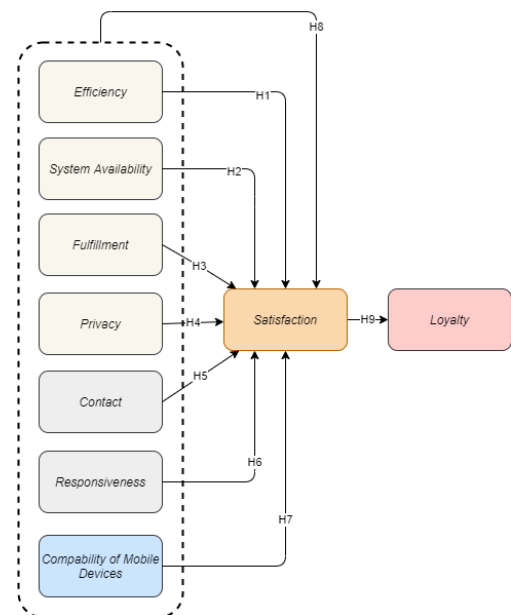 H8
Efficiency
H1
System Availability
H2
Fulfillment
H3
Privacy
H4
Satisfaction
H9
Loyalty
Contact
H5
Responsiveness
H6
H7
Compability of Mobile
Devices